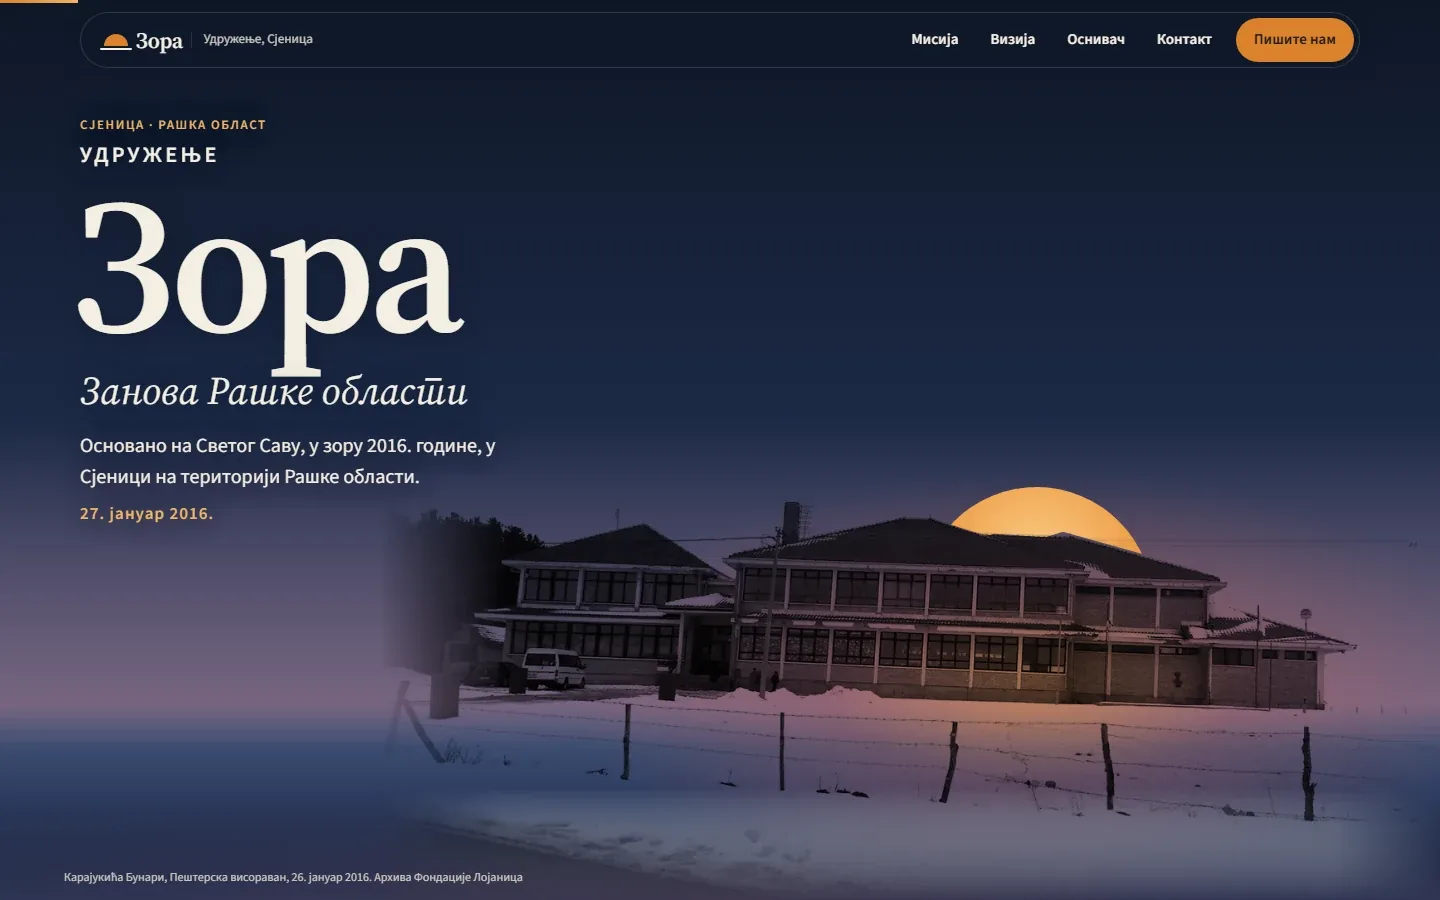 Зора
Удружење, Сјеница
Мисија
Визија
Оснивач
Контакт
Пишите нам
СЈЕНИЦА · РАШКА ОБЛАСТ
УДРУЖЕЊЕ
Зора
Занова Рашке области
Основано на Светог Саву, у зору 2016. године, у
Сјеници на територији Рашке области.
27. јануар 2016.
Карајукића Бунари, Пештерска висораван, 26. јануар 2016. Архива Фондације Лојаница